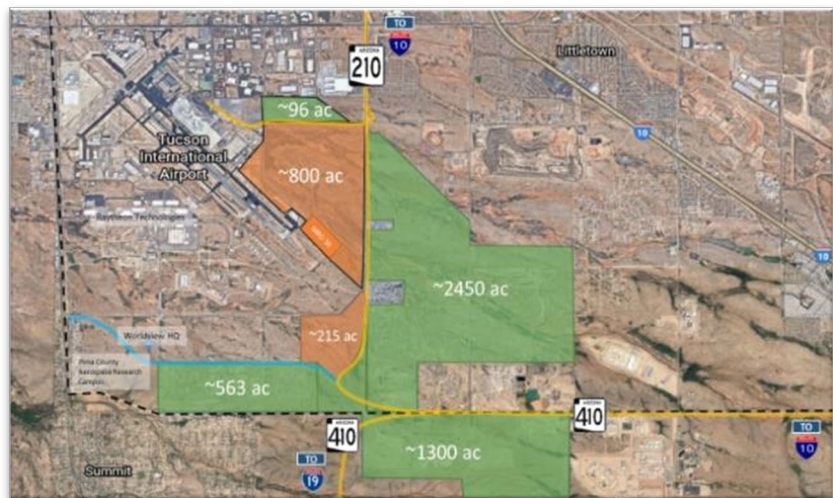 TO
10
ARIZONA
210
Littletown
~96 ac
10
Tucson
International
Airport
~800 ac
Raytheon Technologies
10
~2450 ac
~215 ac
Worldview HQ
Pima County
Aerospace Research
Campus
~563 ac
ARIZONA
410
ARIZONA
410
TO
10
~1300 ac
Summit
TO
19